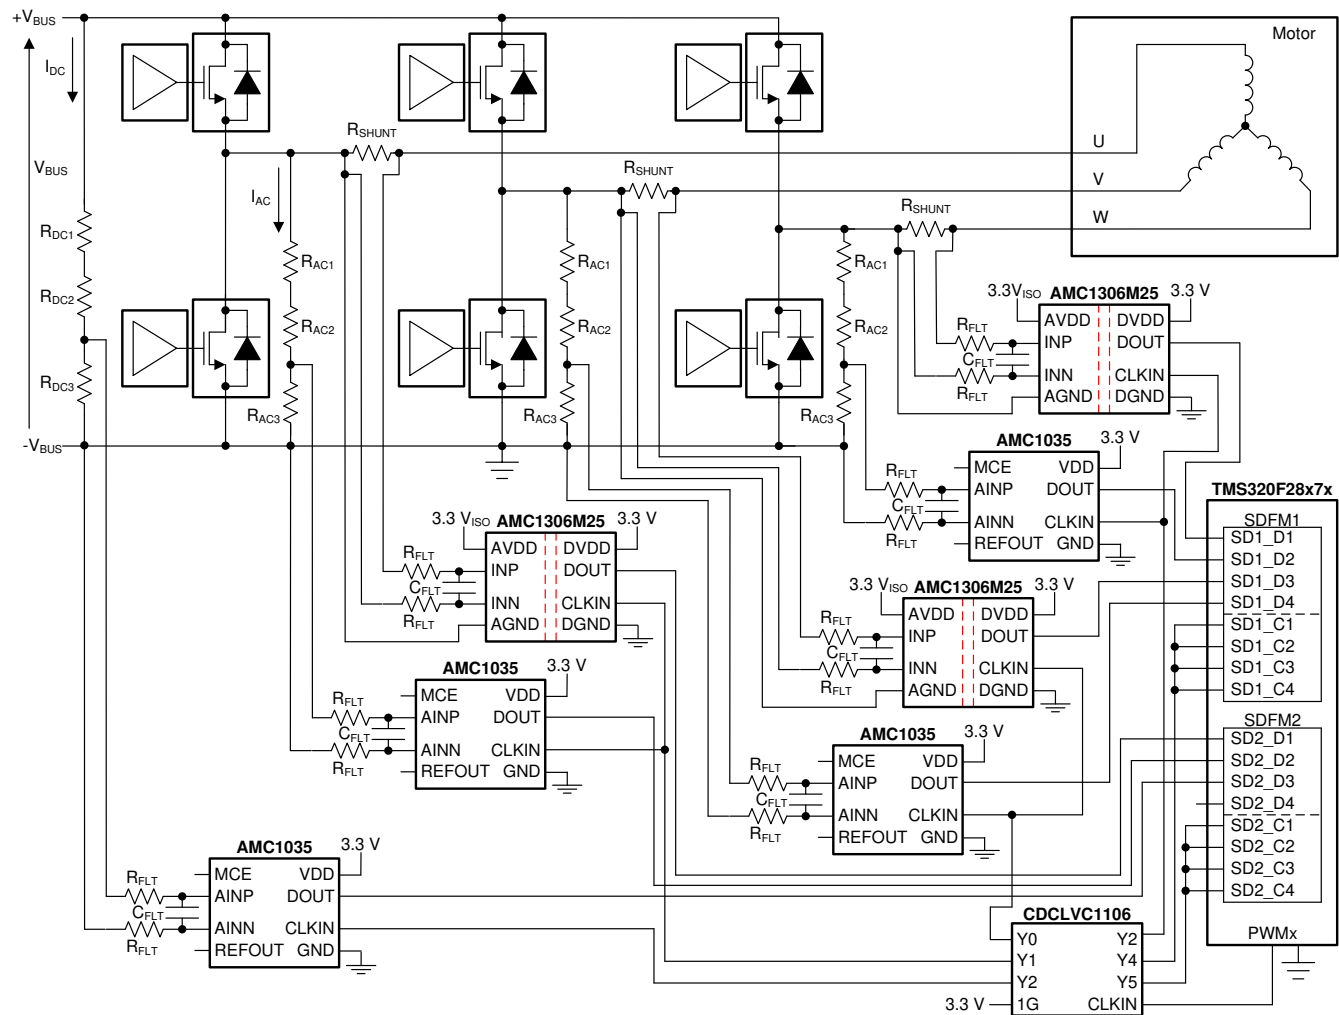 +VBUS
IDC
VBUS
RDC1
RDC2
RDC3
-VBUS
IAC
RAC1
RAC2
RAC3
RSHUNT
RAC1
RAC2
RAC3
RSHUNT
RAC1
RAC2
RAC3
RSHUNT
Motor
U
V
W
3.3VISO
AMC1306M25
3.3 V
RFLT
CFLT
RFLT
AVDD
INP
INN
AGND
DVDD
DOUT
CLKIN
DGND
AMC1035
3.3 V
RFLT
CFLT
RFLT
MCE
AINP
AINN
REFOUT
VDD
DOUT
CLKIN
GND
3.3 VISO
AMC1306M25
3.3 V
RFLT
CFLT
RFLT
AVDD
INP
INN
AGND
DVDD
DOUT
CLKIN
DGND
3.3 VISO
AMC1306M25
3.3 V
RFLT
CFLT
RFLT
AVDD
INP
INN
AGND
DVDD
DOUT
CLKIN
DGND
AMC1035
3.3 V
RFLT
CFLT
RFLT
MCE
AINP
AINN
REFOUT
VDD
DOUT
CLKIN
GND
AMC1035
3.3 V
RFLT
CFLT
RFLT
MCE
AINP
AINN
REFOUT
VDD
DOUT
CLKIN
GND
AMC1035
3.3 V
RFLT
CFLT
RFLT
MCE
AINP
AINN
REFOUT
VDD
DOUT
CLKIN
GND
TMS320F28x7x
SDFM1
SD1_D1
SD1_D2
SD1_D3
SD1_D4
SD1_C1
SD1_C2
SD1_C3
SD1_C4
SDFM2
SD2_D1
SD2_D2
SD2_D3
SD2_D4
SD2_C1
SD2_C2
SD2_C3
SD2_C4
PWMx
CDCLVC1106
Y0
Y1
Y2
3.3 V
1G
Y2
Y4
Y5
CLKIN